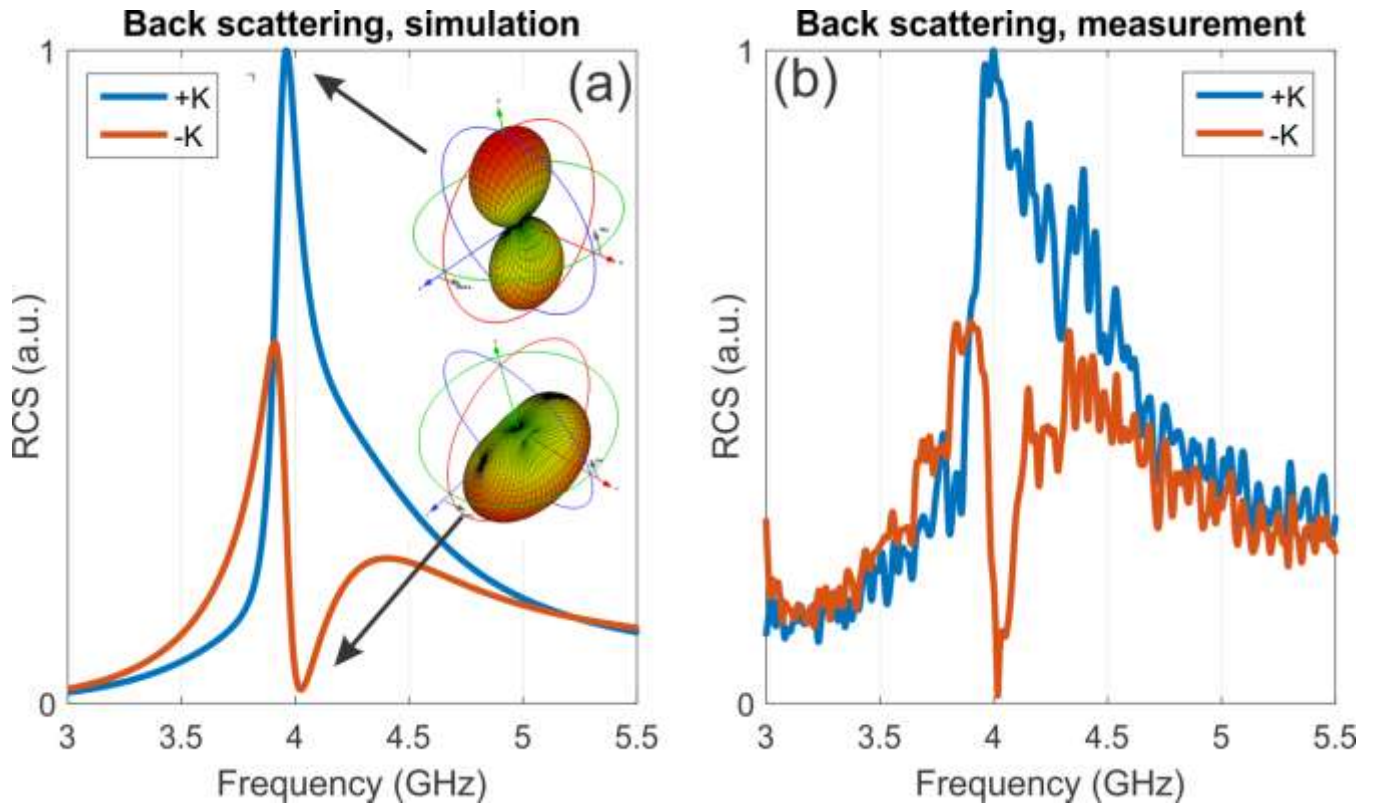 Back scattering, simulation
1
+K
-K
(a)
RCS (a.u.)
0
3
3.5
4
4.5
5
5.5
Frequency (GHz)
Back scattering, measurement
1
(b)
+K
-K
RCS (a.u.)
0
3
3.5
4
4.5
5
5.5
Frequency (GHz)